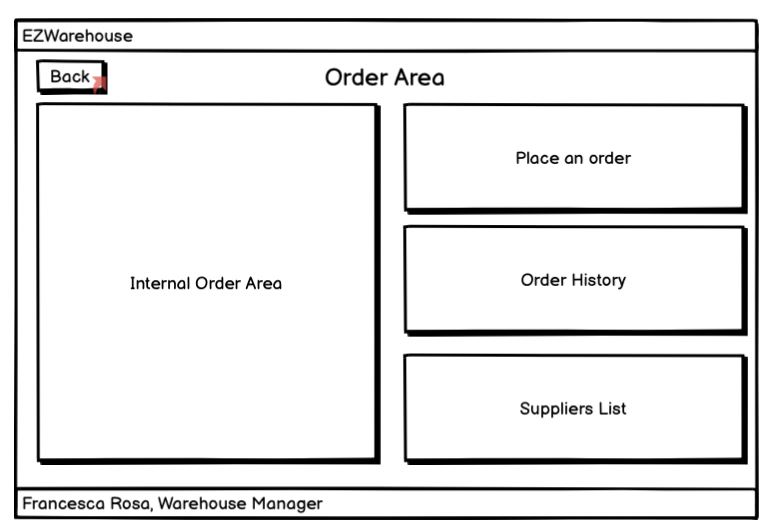 EZWarehouse
Back
Order Area
Internal Order Area
Place an order
Order History
Suppliers List
Francesca Rosa, Warehouse Manager